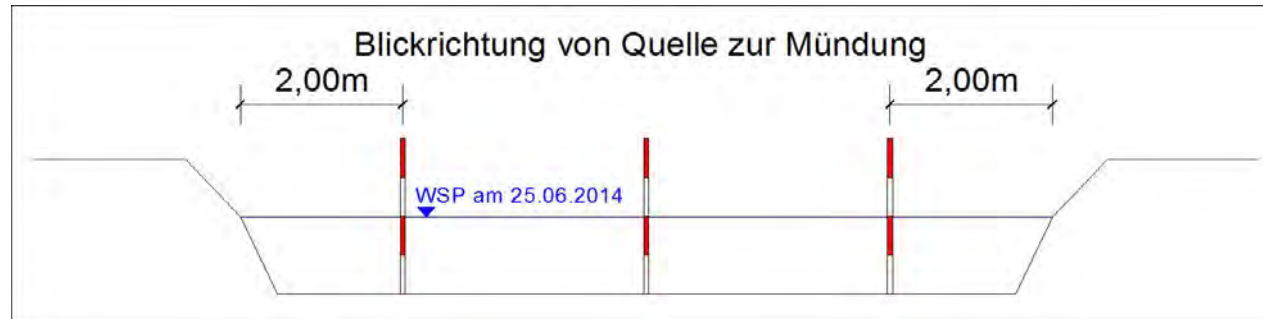 Blickrichtung von Quelle zur Mündung
2,00m 2,00m
WSP am 25.06.2014